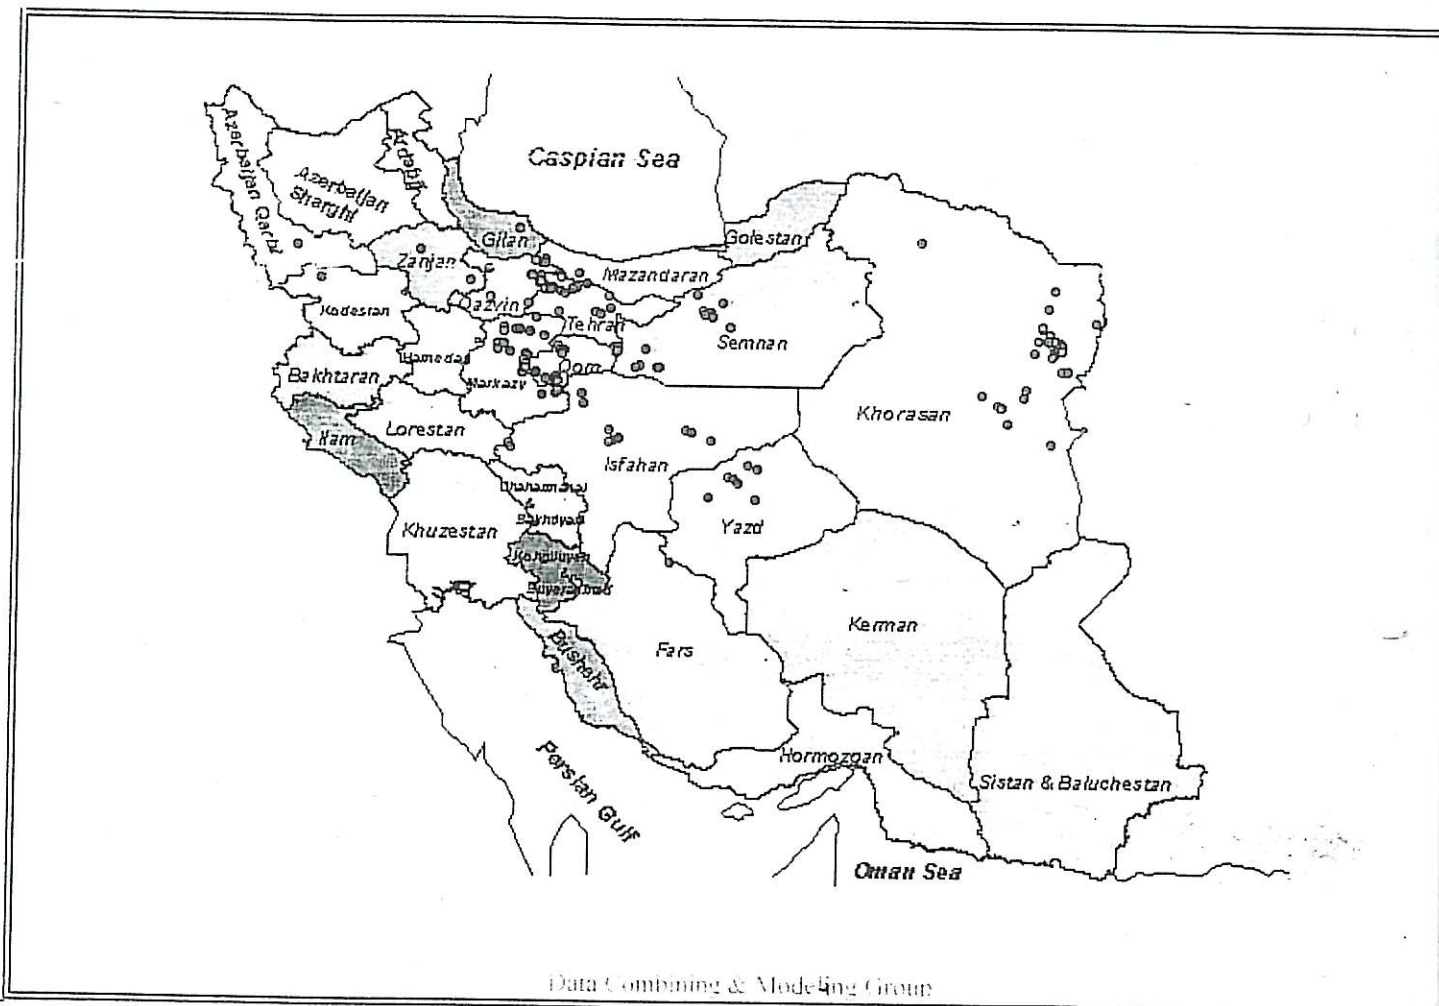 Caspian Sea
Azerbaijan Qarbi
Azerbaijan
Sharghi
Ardabil
Gilan
Golestan
Zanjan
Mazandaran
Qazvin
Kodestan
Tehran
Semnan
Hamedan
Bakhtaran
Markazy
Qom
Khorasan
Ilam
Lorestan
Isfahan
&
Yazd
Khuzestan
&
Kerman
Fars
Bushehr
Hormozgan
Persian Gulf
Sistan & Baluchestan
Oman Sea
Data Combining & Modeling Group